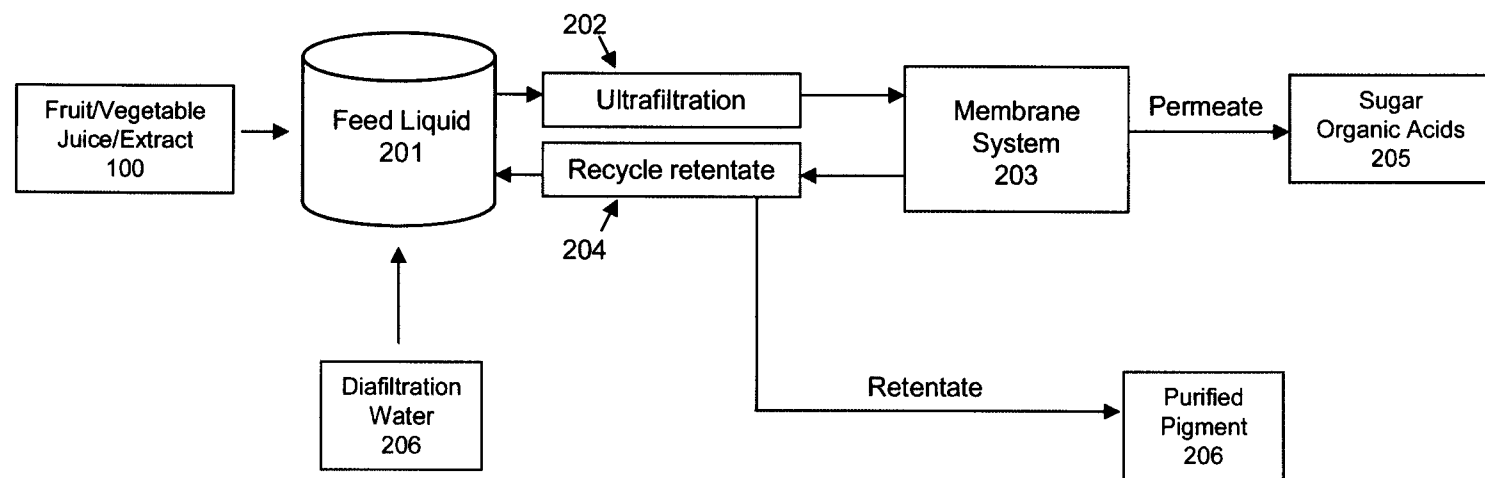 202
Fruit/Vegetable
Juice/Extract
100
Feed Liquid
201
Ultrafiltration
Recycle retentate
204
Membrane
System
203
Permeate
Sugar
Organic Acids
205
Diafiltration
Water
206
Retentate
Purified
Pigment
206